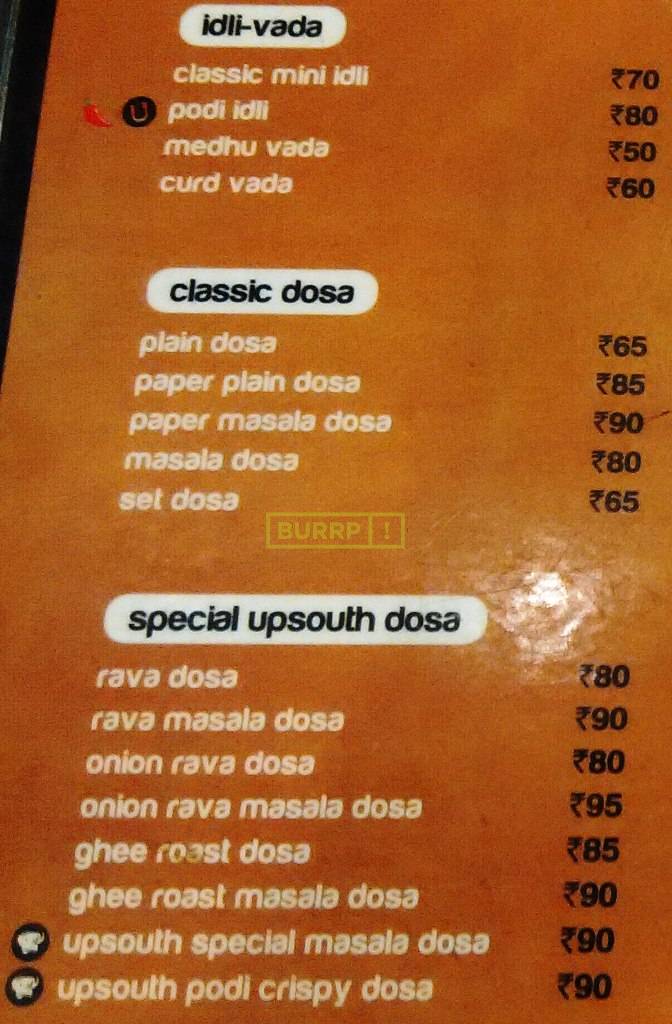 idli-vada
classic mini idli ₹70
podi idli ₹80
medhu vada ₹50
curd vada ₹60
classic dosa
plain dosa ₹65
paper plain dosa ₹85
paper masala dosa ₹90
masala dosa ₹80
set dosa ₹65
BURRP!
special upsouth dosa
rava dosa ₹80
rava masala dosa ₹90
onion rava dosa ₹80
onion rava masala dosa ₹95
ghee roast dosa ₹85
ghee roast masala dosa ₹90
upsouth special masala dosa ₹90
upsouth podi crispy dosa ₹90